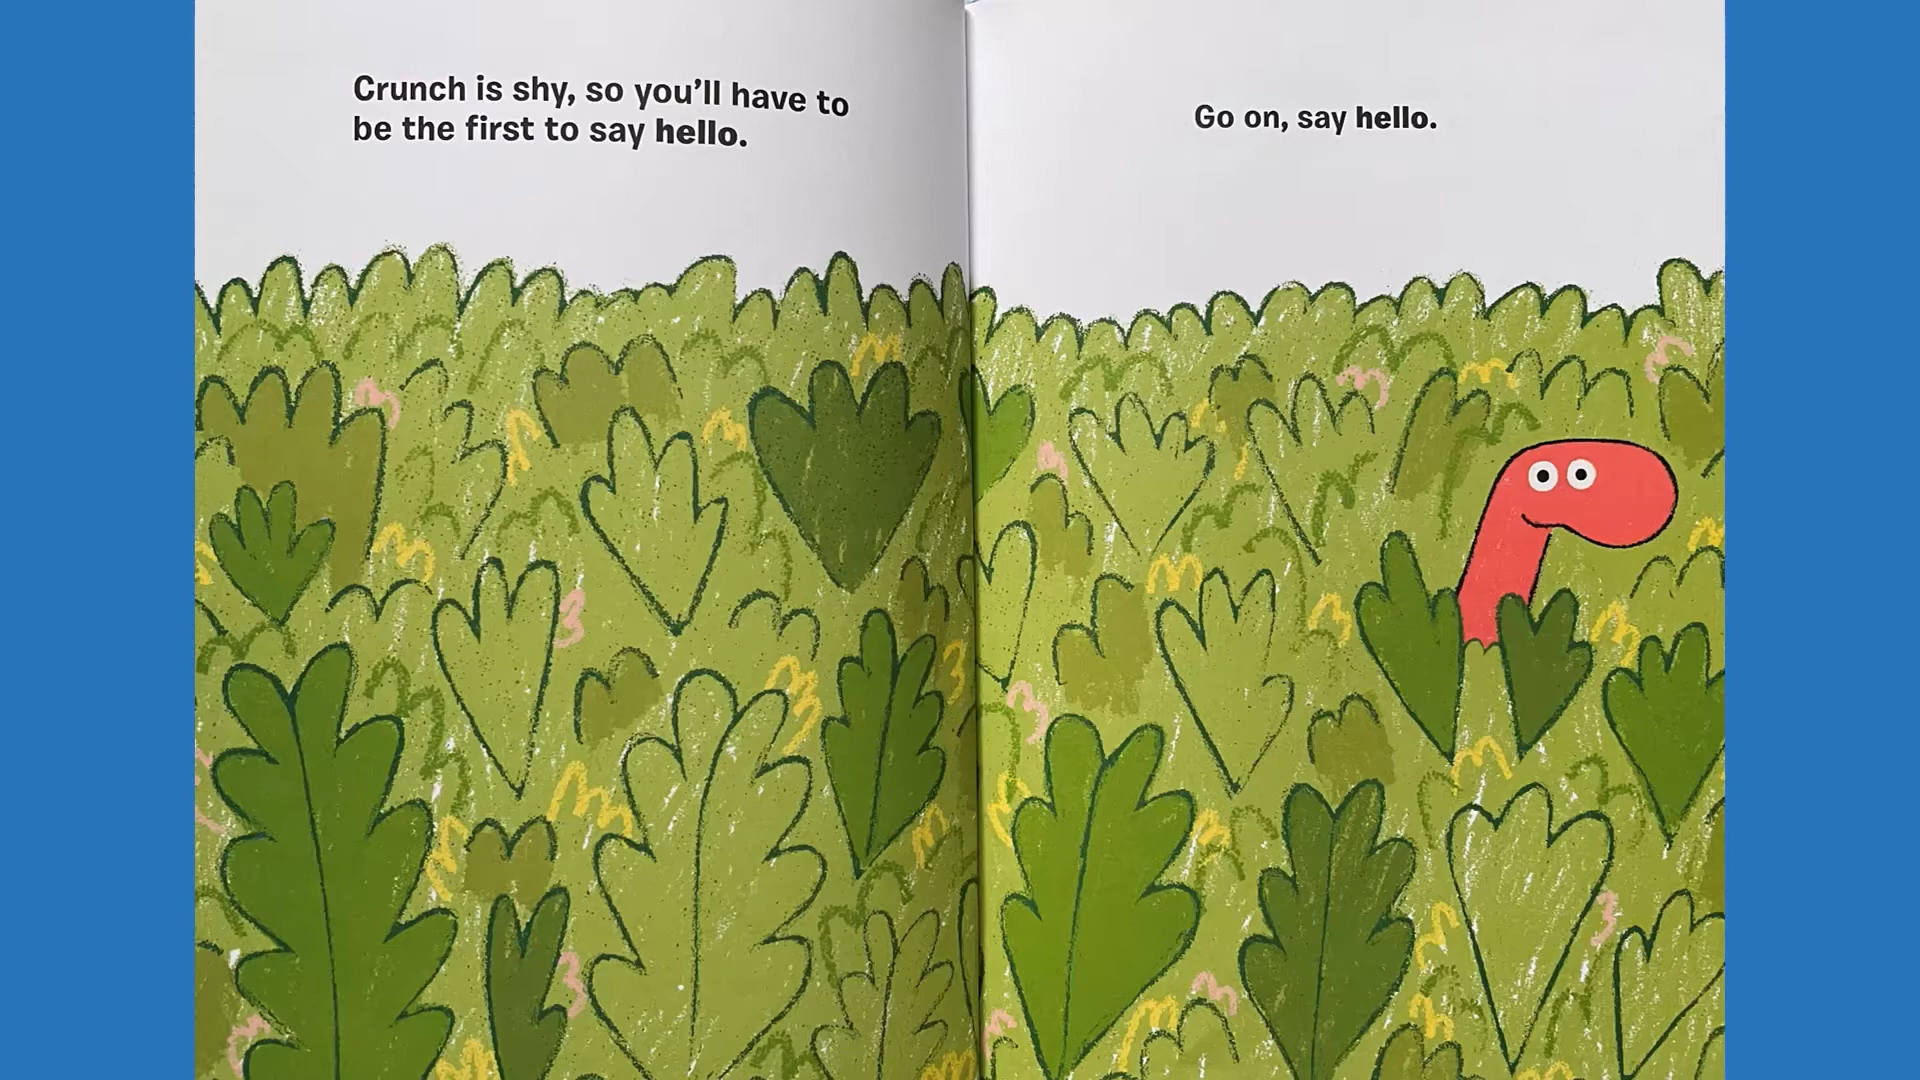 Crunch is shy, so you'll have to
be the first to say hello.
Go on, say hello.